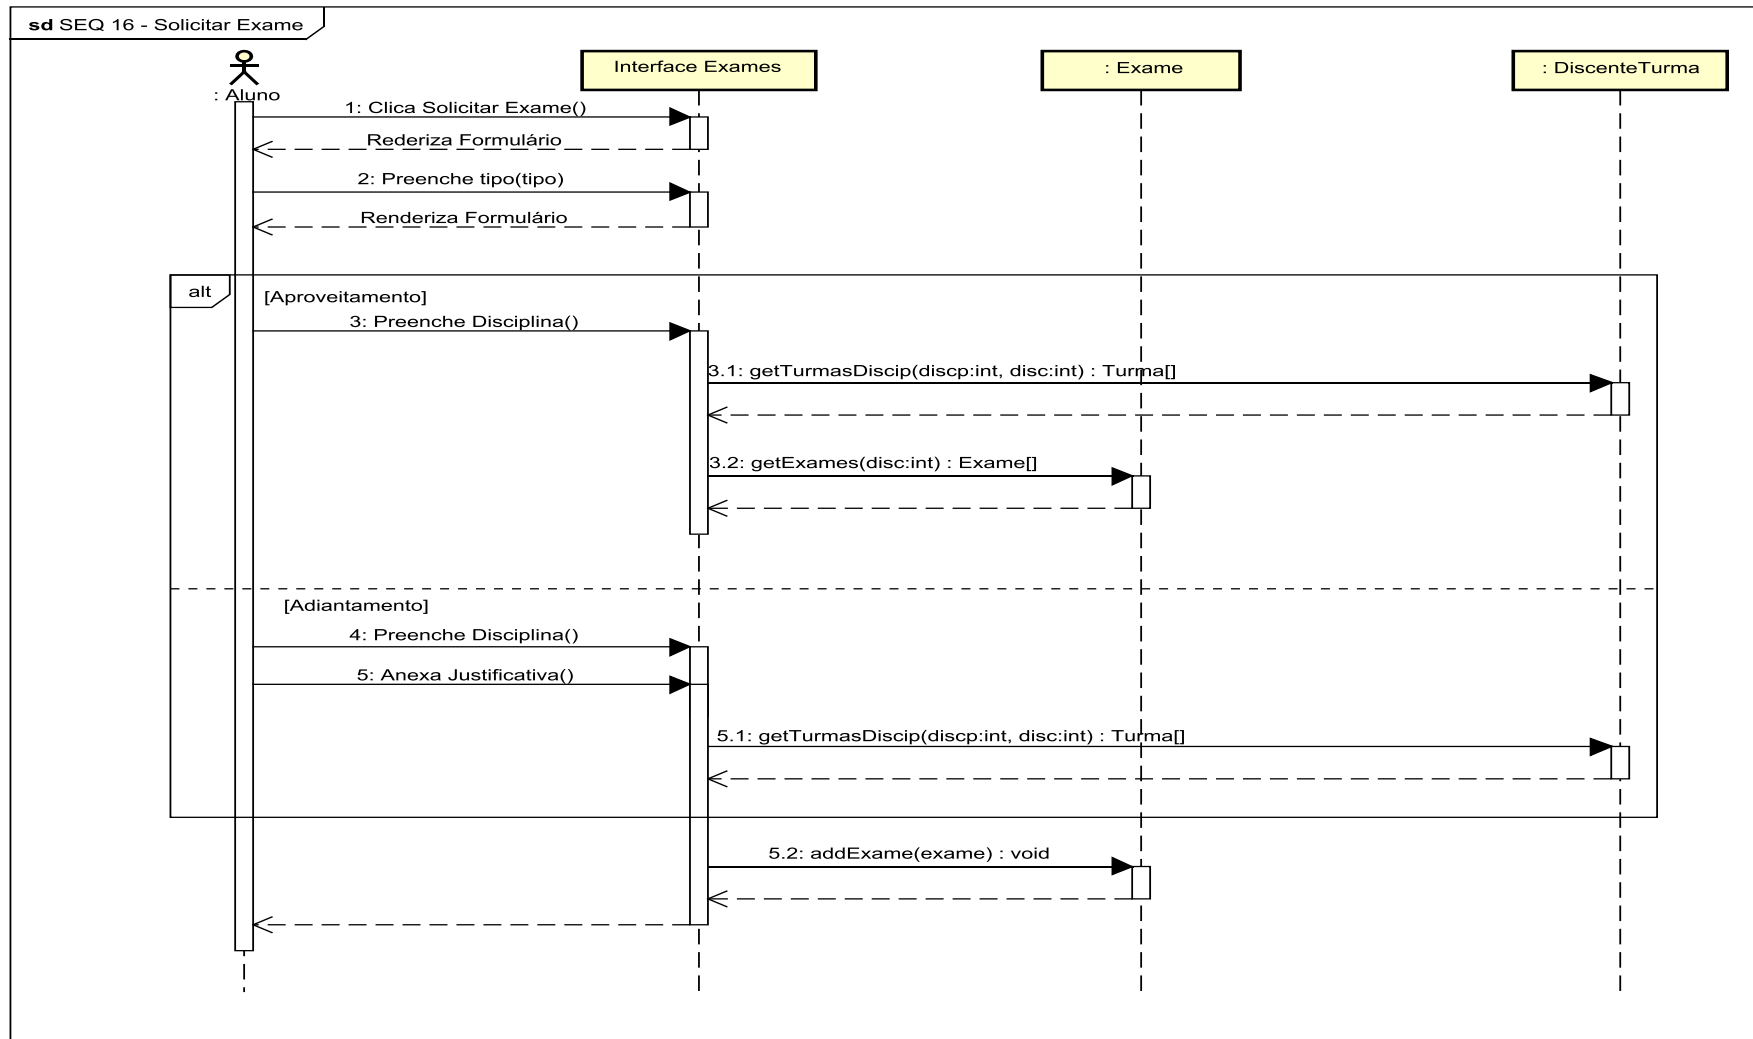 sd SEQ 16 - Solicitar Exame
: Aluno
Interface Exames
: Exame
: DiscenteTurma
1: Clica Solicitar Exame()
Rederiza Formulário
2: Preenche tipo(tipo)
Renderiza Formulário
alt
[Aproveitamento]
3: Preenche Disciplina()
3.1: getTurmasDiscip(discp:int, disc:int) : Turma[]
3.2: getExames(disc:int) : Exame[]
[Adiantamento]
4: Preenche Disciplina()
5: Anexa Justificativa()
5.1: getTurmasDiscip(discp:int, disc:int) : Turma[]
5.2: addExame(exame) : void